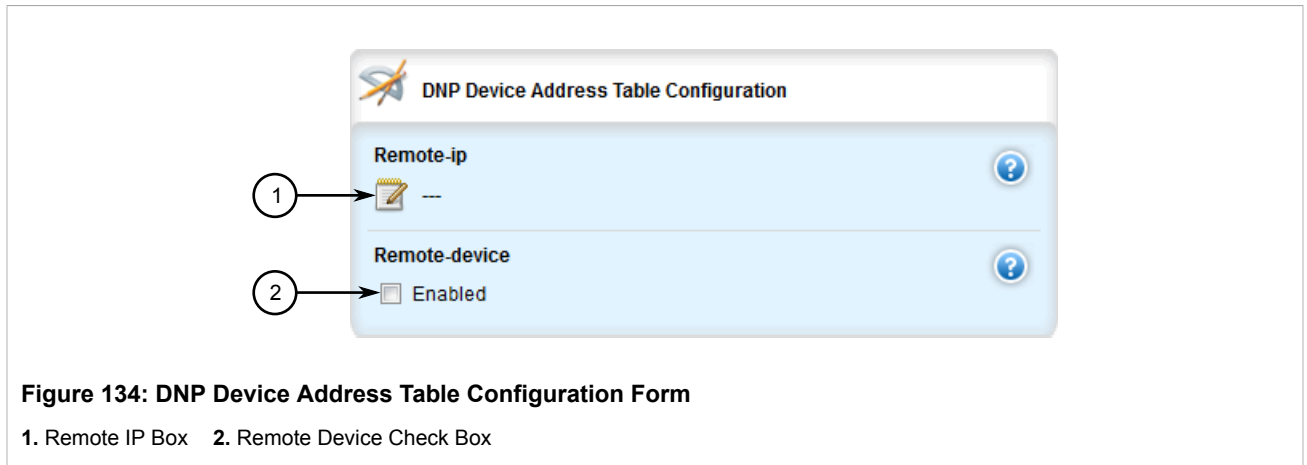 DNP Device Address Table Configuration
Remote-ip
?
1
---
Remote-device
?
2
Enabled
Figure 134: DNP Device Address Table Configuration Form
1. Remote IP Box 2. Remote Device Check Box